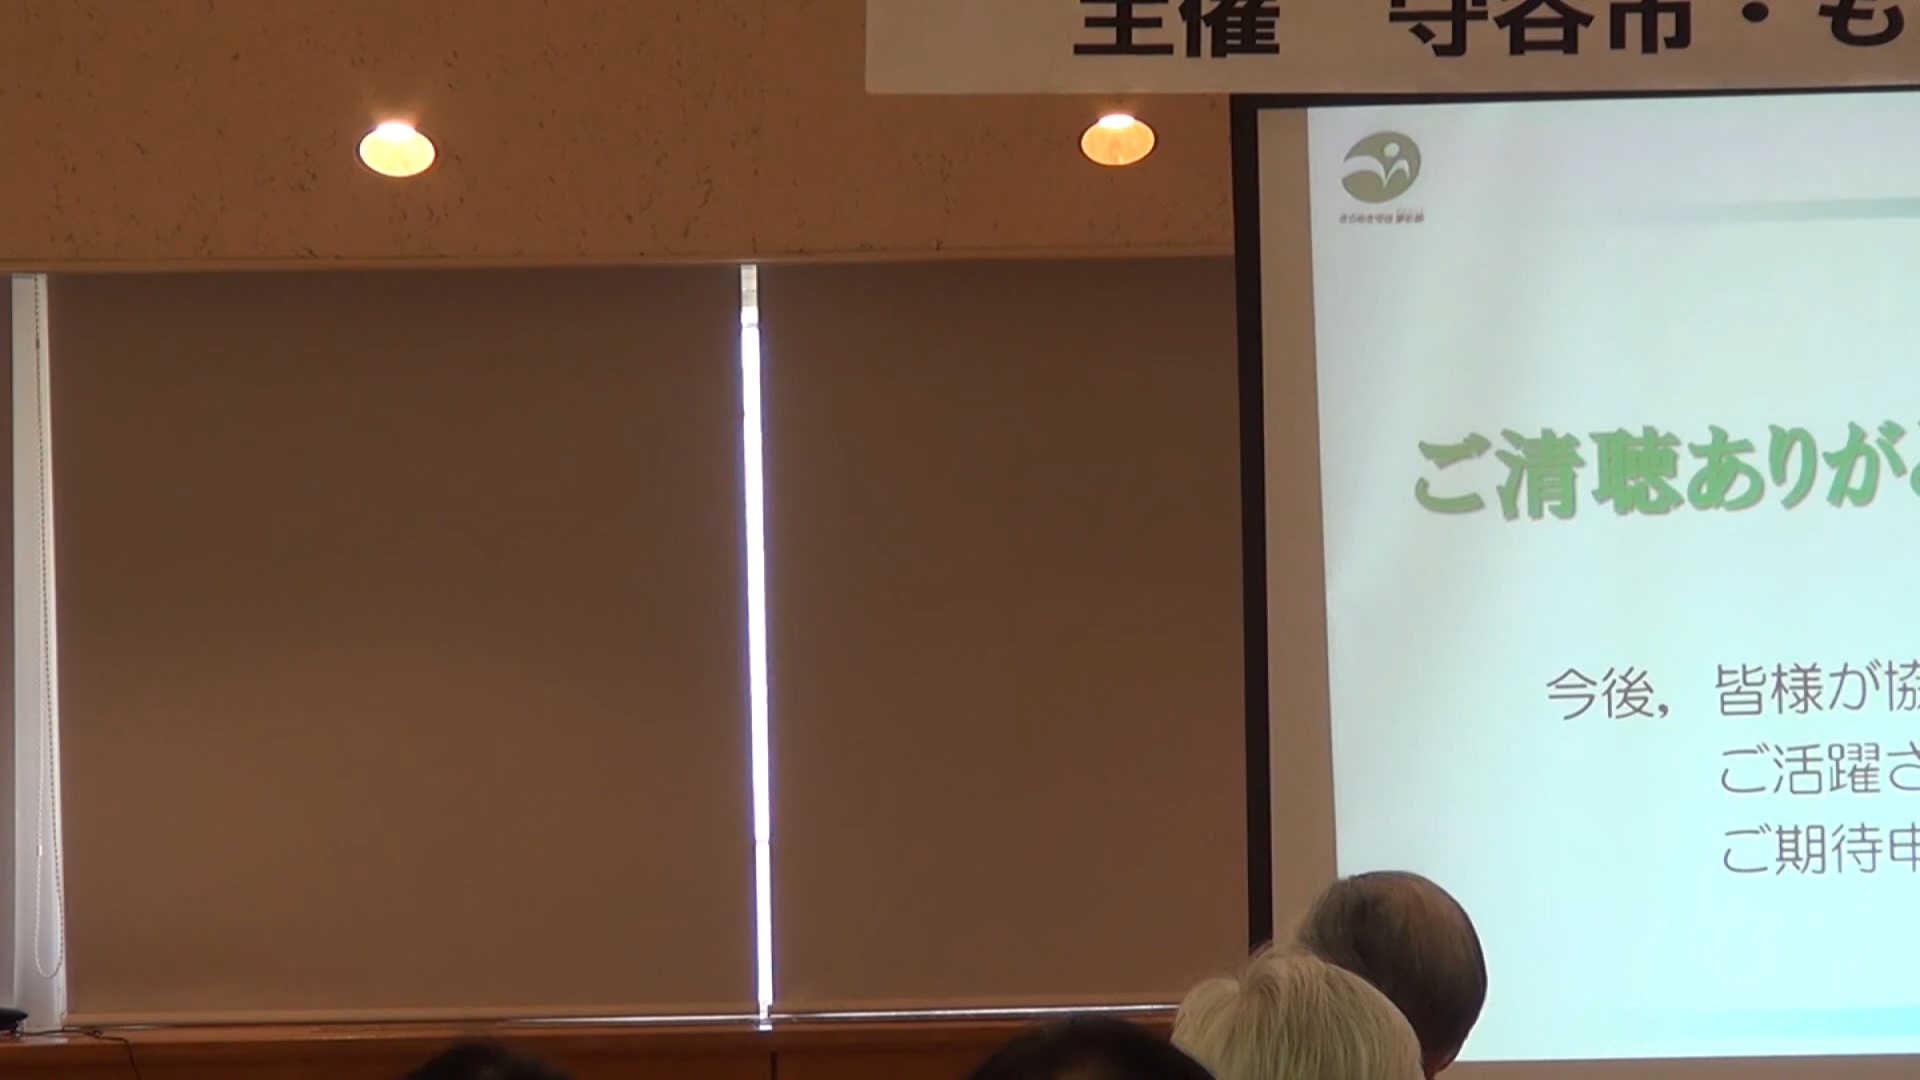 主催　守谷市・も
ご清聴ありがと
今後，皆様が協
ご活躍さ
ご期待申